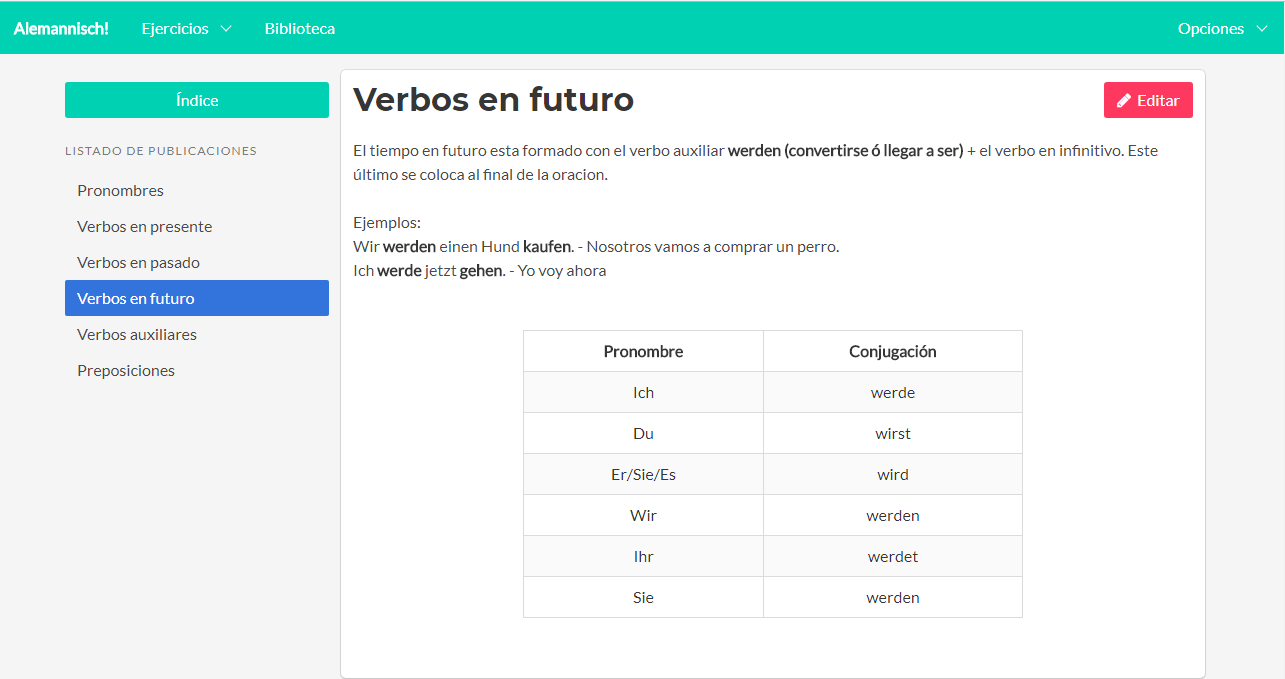 Alemannisch! Ejercicios Biblioteca Opciones
Índice
LISTADO DE PUBLICACIONES
Pronombres
Verbos en presente
Verbos en pasado
Verbos en futuro
Verbos auxiliares
Preposiciones
Verbos en futuro
Editar
El tiempo en futuro esta formado con el verbo auxiliar werden (convertirse ó llegar a ser) + el verbo en infinitivo. Este
último se coloca al final de la oracion.
Ejemplos:
Wir werden einen Hund kaufen. - Nosotros vamos a comprar un perro.
Ich werde jetzt gehen. - Yo voy ahora
Pronombre Conjugación
Ich werde
Du wirst
Er/Sie/Es wird
Wir werden
Ihr werdet
Sie werden